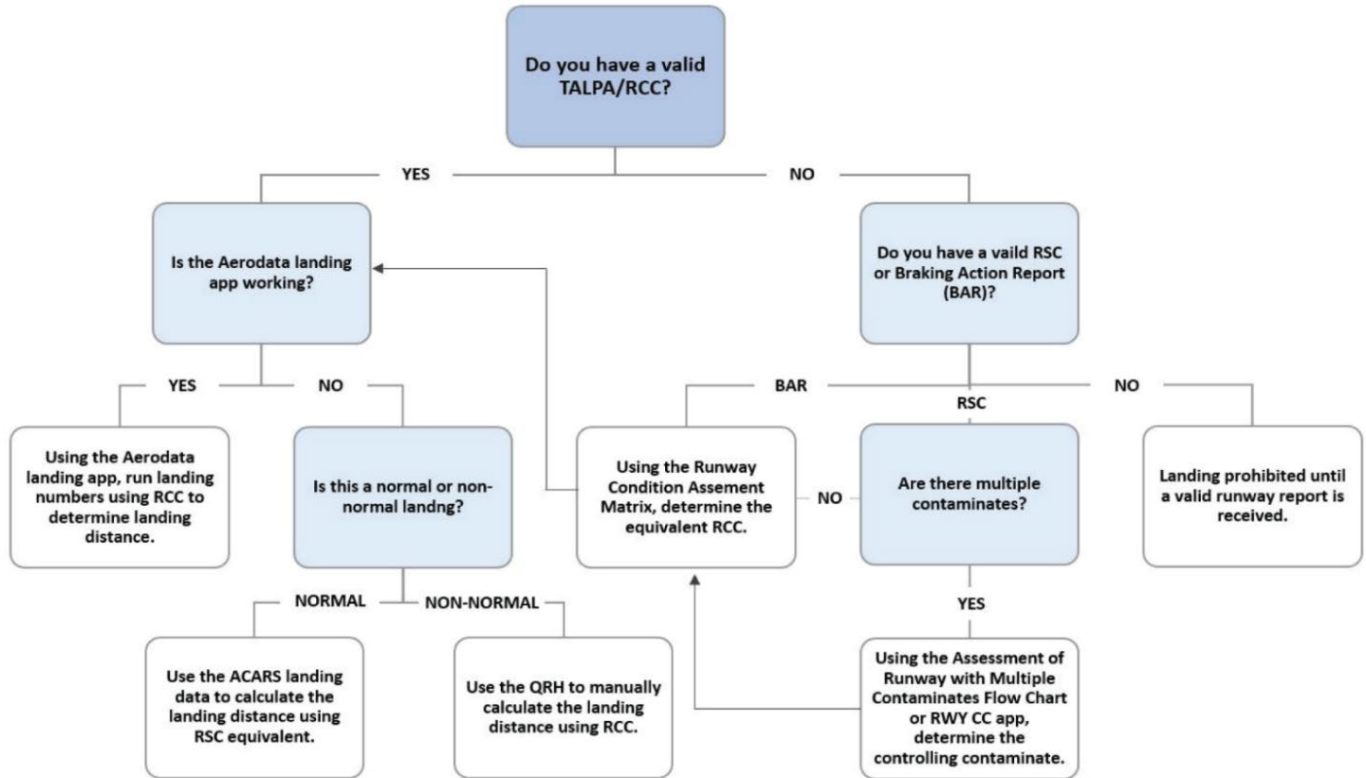 Do you have a valid
TALPA/RCC?
YES
NO
Is the Aerodata landing
app working?
Do you have a vaild RSC
or Braking Action Report
(BAR)?
YES
NO
BAR
RSC
NO
Using the Aerodata
landing app, run landing
numbers using RCC to
determine landing
distance.
Is this a normal or non-
normal landng?
Using the Runway
Condition Assement
Matrix, determine the
equivalent RCC.
NO
Are there multiple
contaminates?
Landing prohibited until
a valid runway report is
received.
NORMAL
NON-NORMAL
YES
Use the ACARS landing
data to calculate the
landing distance using
RSC equivalent.
Use the QRH to manually
calculate the landing
distance using RCC.
Using the Assessment of
Runway with Multiple
Contaminates Flow Chart
or RWY CC app,
determine the
controlling contaminate.